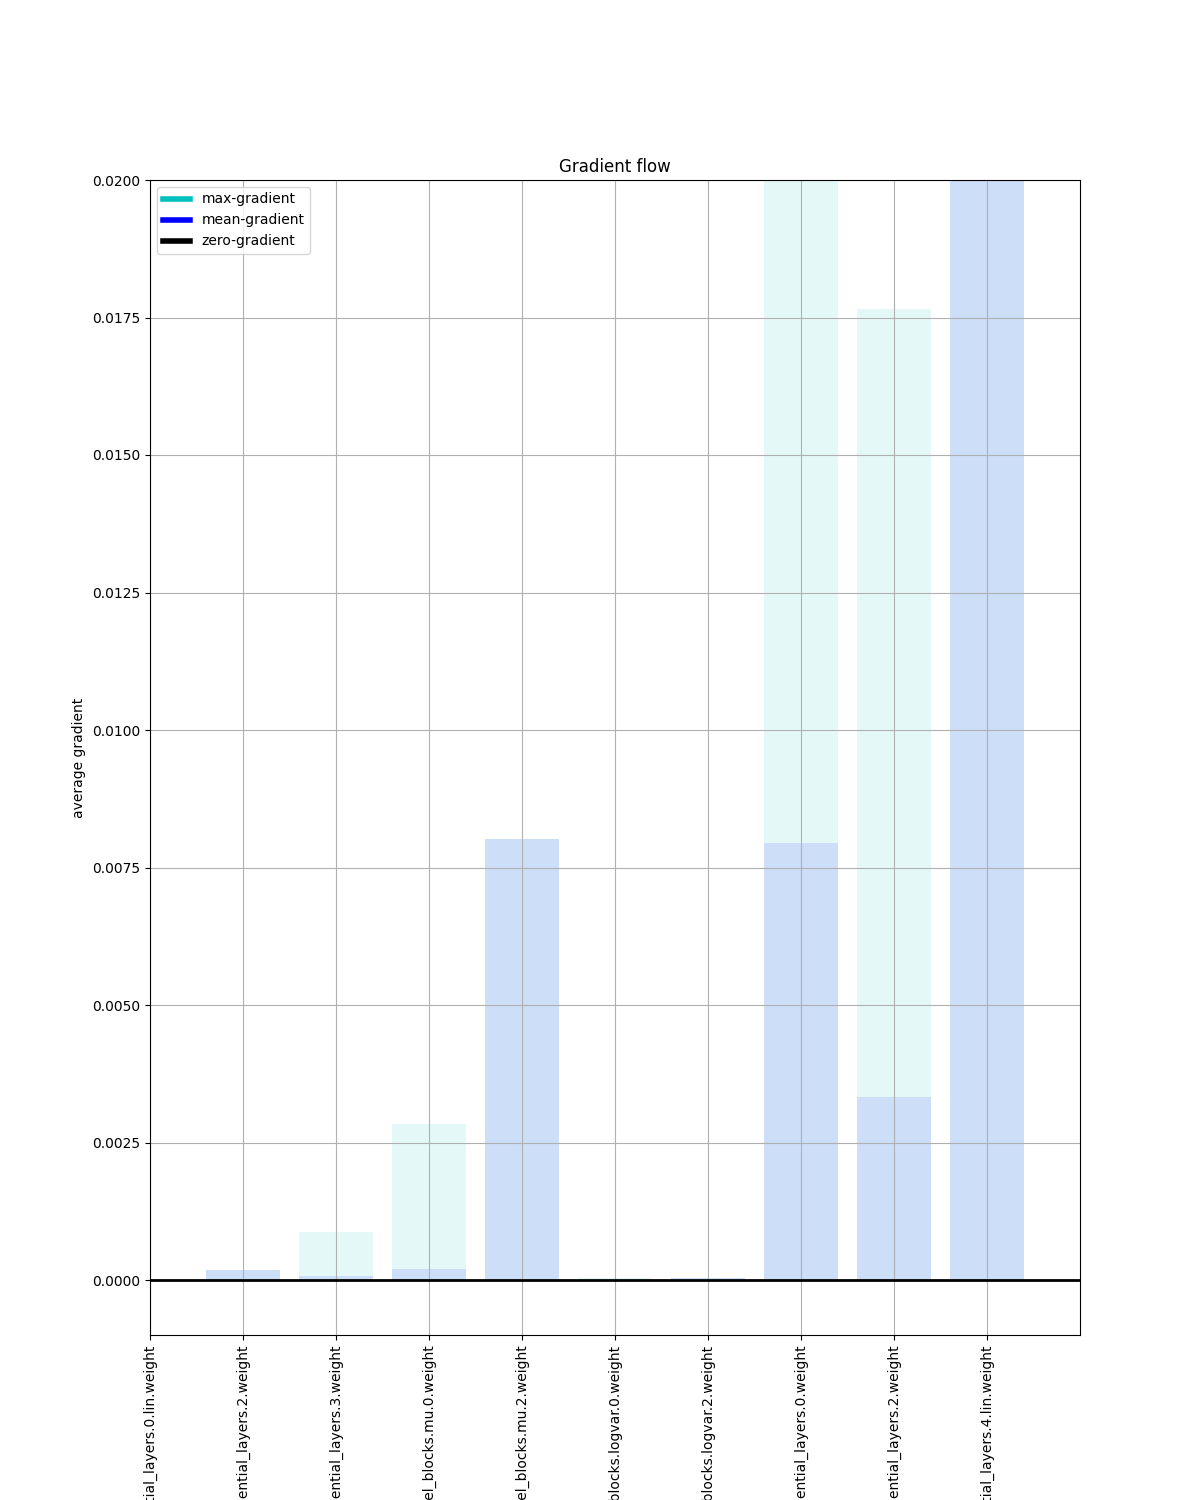 Gradient flow
max-gradient
mean-gradient
zero-gradient
0.0200
0.0175
0.0150
0.0125
0.0100
0.0075
0.0050
0.0025
0.0000
average gradient
tial_layers.0.lin.weight
ential_layers.2.weight
ential_layers.3.weight
el_blocks.mu.0.weight
el_blocks.mu.2.weight
blocks.logvar.0.weight
blocks.logvar.2.weight
ential_layers.0.weight
ential_layers.2.weight
tial_layers.4.lin.weight